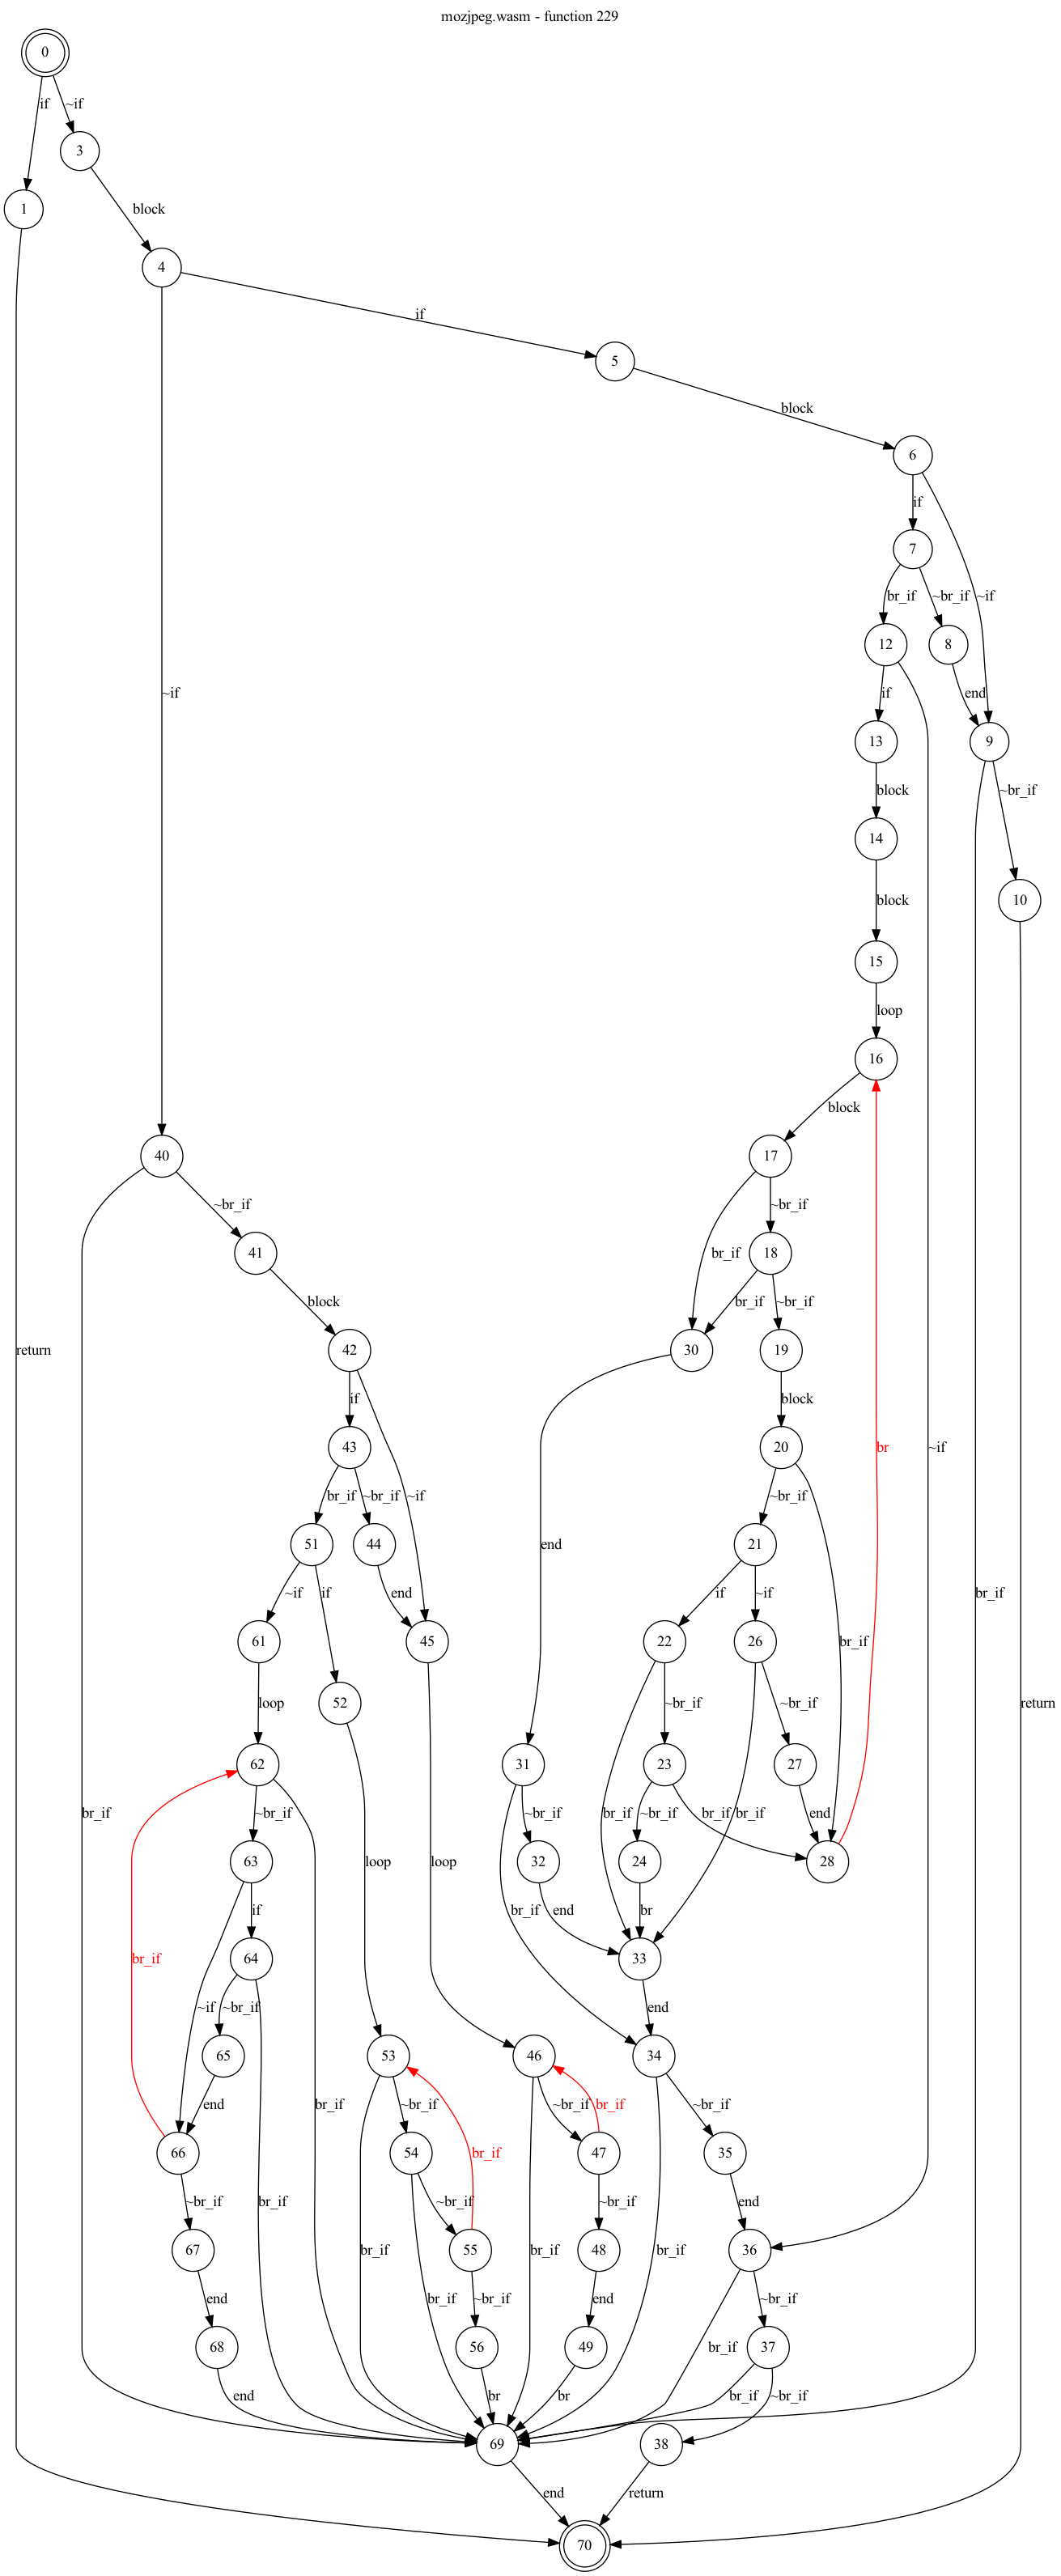 mozjpeg.wasm - function 229
0
if
~if
3
1
block
4
if
5
block
6
if
7
br_if
~br_if
~if
12
8
if
end
~if
13
9
block
~br_if
14
block
10
15
loop
16
block
40
17
~br_if
~br_if
41
br_if
18
block
br_if
~br_if
return
42
30
19
if
block
43
20
br
~if
br_if
~br_if
~if
~br_if
51
44
end
21
~if
if
end
if
~if
br_if
br_if
61
45
22
26
loop
52
~br_if
~br_if
return
62
31
23
27
br_if
~br_if
br_if
~br_if
br_if
~br_if
br_if
br_if
end
loop
loop
63
32
24
28
if
br_if
end
br
br_if
64
33
~if
~br_if
end
65
53
46
34
end
br_if
~br_if
~br_if
br_if
~br_if
66
54
br_if
47
35
~br_if
br_if
~br_if
~br_if
end
67
55
48
36
end
br_if
br_if
~br_if
br_if
end
br_if
~br_if
68
56
49
br_if
37
end
br
br
br_if
~br_if
69
38
end
return
70